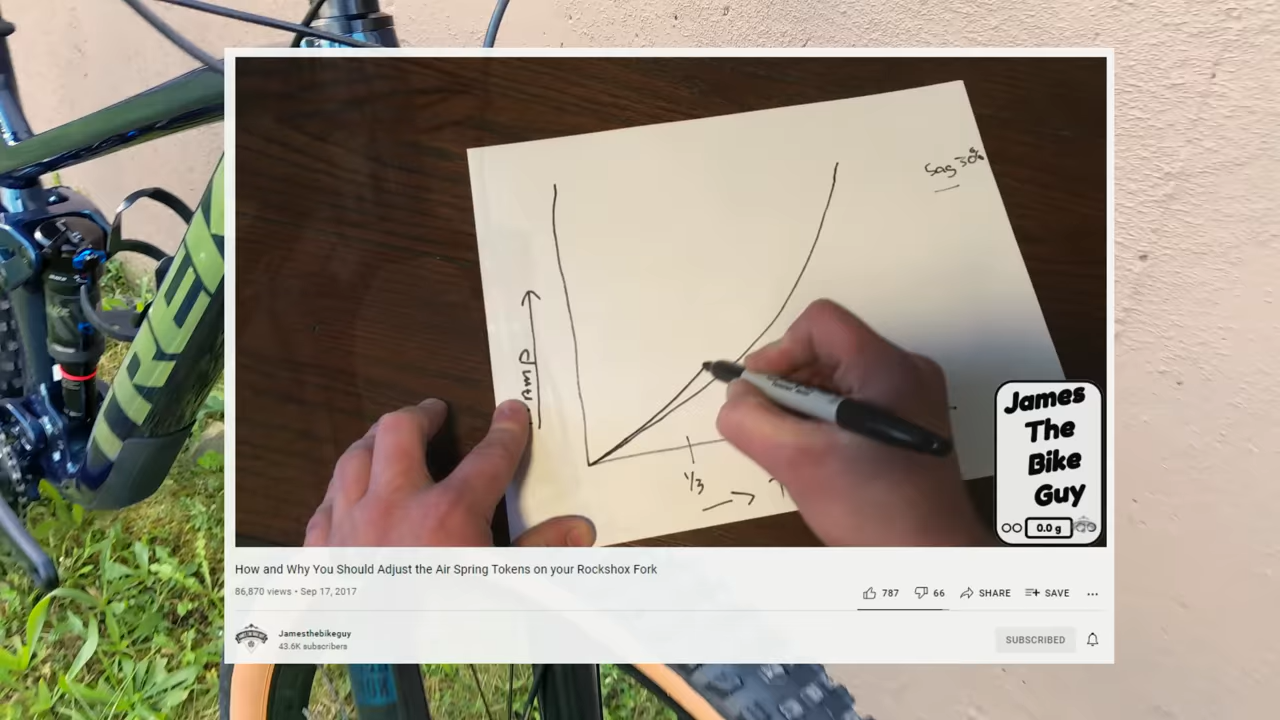 TREK
Sag 30%
AMP
1/3
James
The
Bike
Guy
0.0 g
How and Why You Should Adjust the Air Spring Tokens on your Rockshox Fork
86,870 views • Sep 17, 2017
787
66
SHARE
SAVE
Jamesthebikeguy
43.6K subscribers
SUBSCRIBED